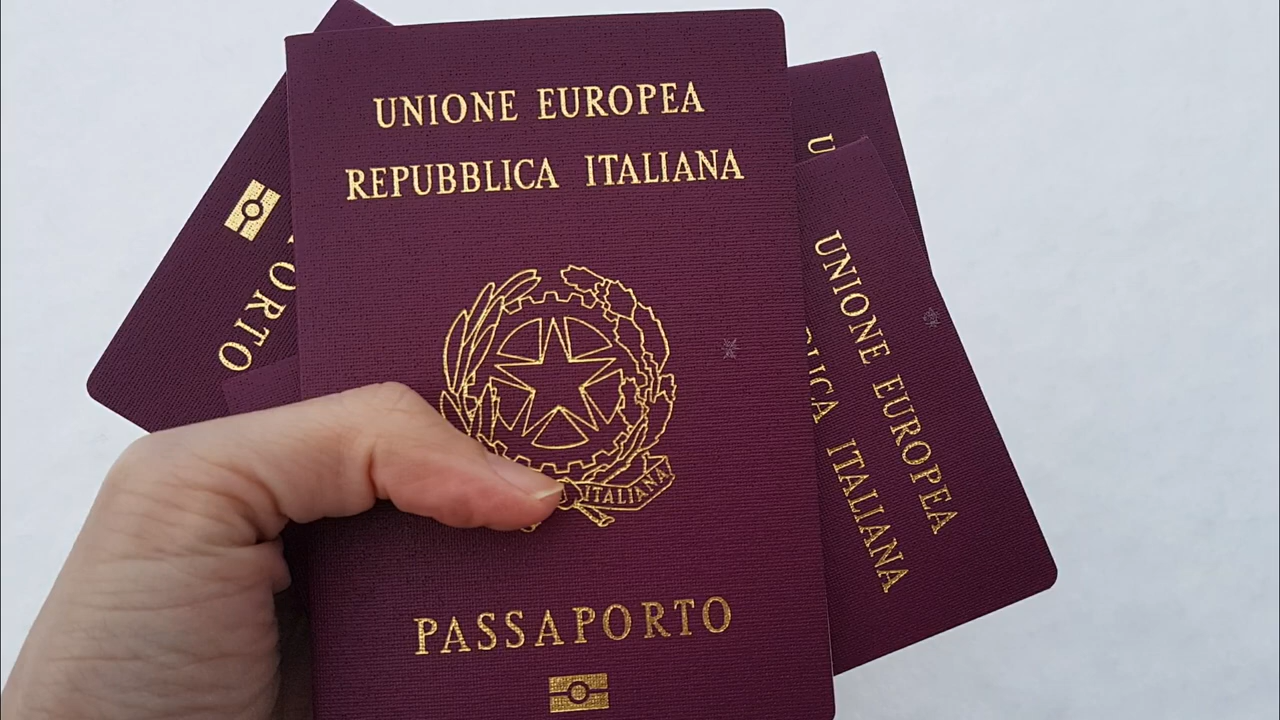 UNIONE EUROPEA
REPUBBLICA ITALIANA
ITALIANA
PASSAPORTO
UNIONE EUROPEA
ITALIANA